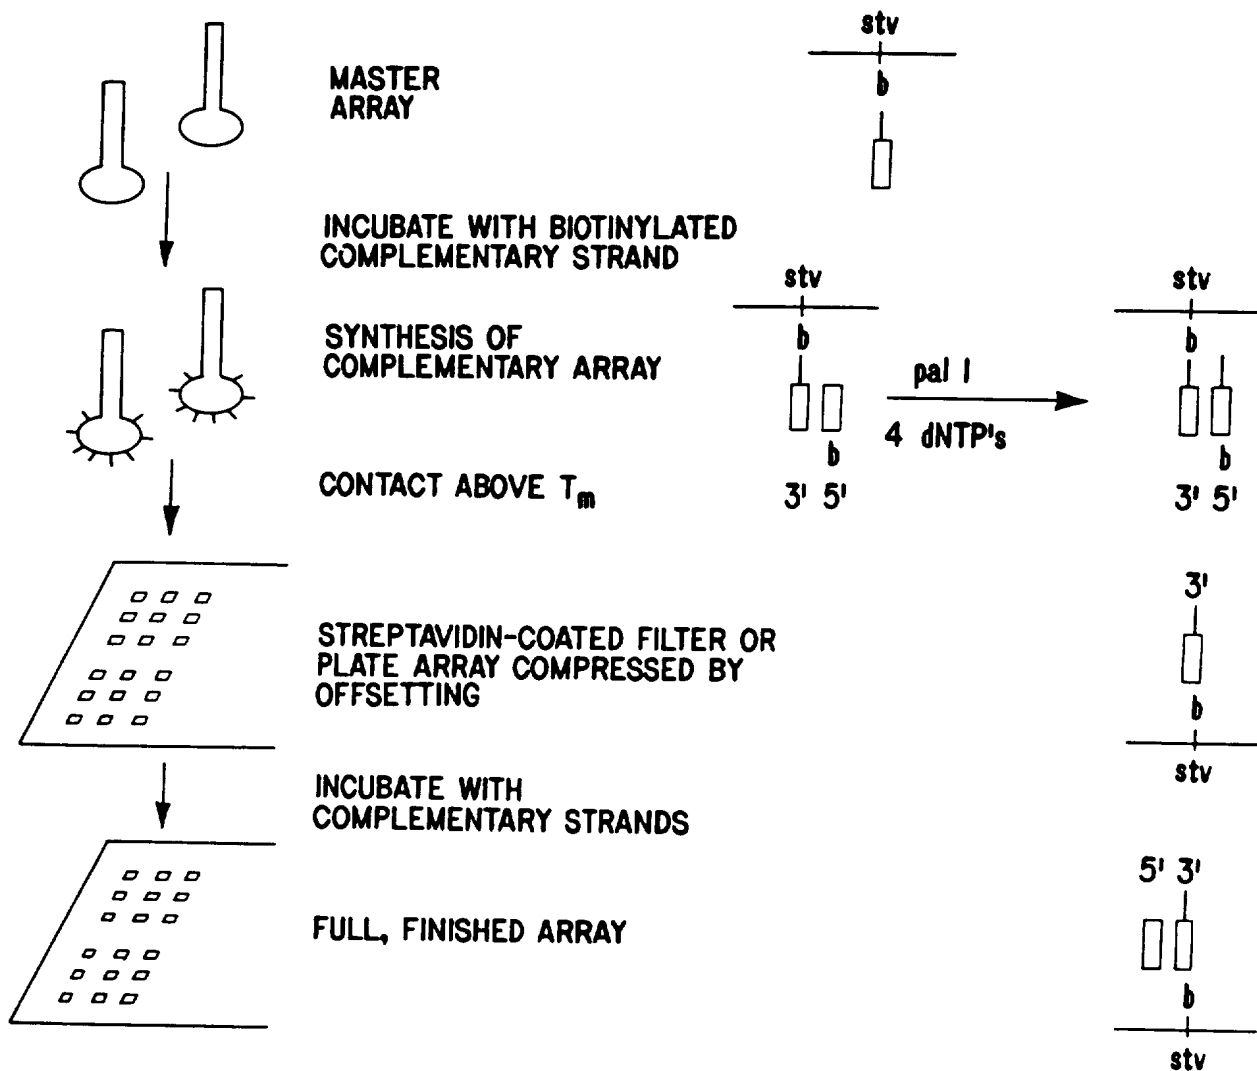 stv
MASTER
ARRAY
b
INCUBATE WITH BIOTINYLATED
COMPLEMENTARY STRAND
stv
stv
SYNTHESIS OF
COMPLEMENTARY ARRAY
b
b
pal I
4 dNTP's
b
b
CONTACT ABOVE Tm
3' 5'
3' 5'
3'
STREPTAVIDIN-COATED FILTER OR
PLATE ARRAY COMPRESSED BY
OFFSETTING
b
stv
INCUBATE WITH
COMPLEMENTARY STRANDS
5' 3'
FULL, FINISHED ARRAY
b
stv